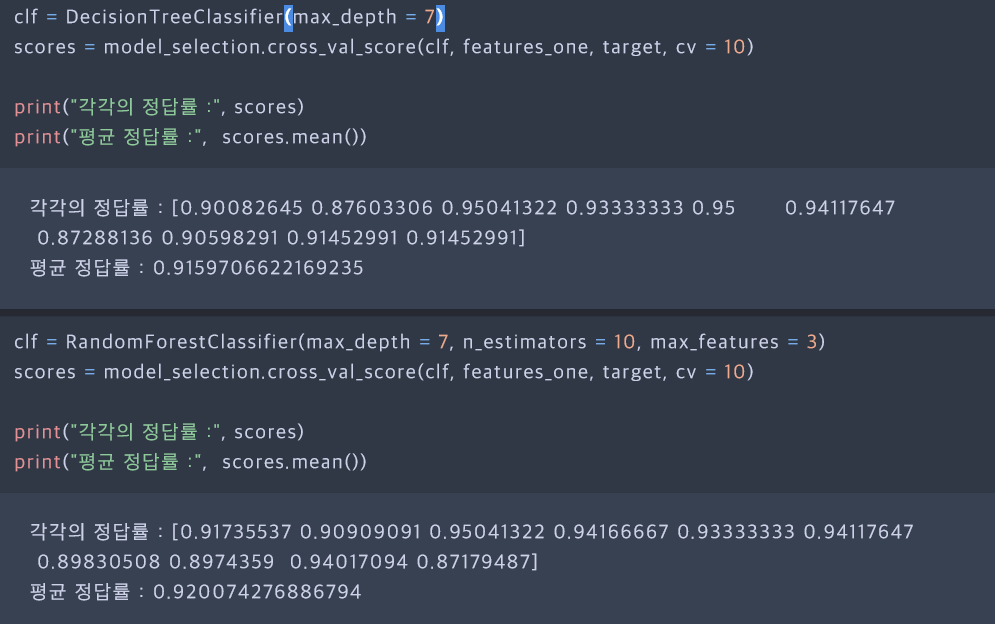 clf = DecisionTreeClassifier(max_depth = 7)
scores = model_selection.cross_val_score(clf, features_one, target, cv = 10)
print("각각의 정답률 :", scores)
print("평균 정답률 :",  scores.mean())
각각의 정답률 : [0.90082645 0.87603306 0.95041322 0.93333333 0.95       0.94117647
0.87288136 0.90598291 0.91452991 0.91452991]
평균 정답률 : 0.9159706622169235
clf = RandomForestClassifier(max_depth = 7, n_estimators = 10, max_features = 3)
scores = model_selection.cross_val_score(clf, features_one, target, cv = 10)
print("각각의 정답률 :", scores)
print("평균 정답률 :",  scores.mean())
각각의 정답률 : [0.91735537 0.90909091 0.95041322 0.94166667 0.93333333 0.94117647
0.89830508 0.8974359  0.94017094 0.87179487]
평균 정답률 : 0.920074276886794